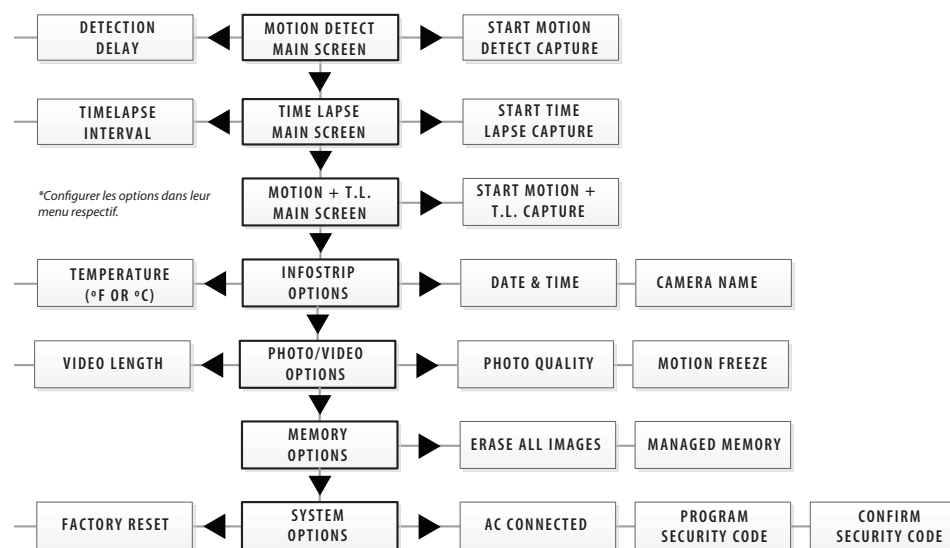 DETECTION
DELAY
MOTION DETECT
MAIN SCREEN
START MOTION
DETECT CAPTURE
TIMELAPSE
INTERVAL
TIME LAPSE
MAIN SCREEN
START TIME
LAPSE CAPTURE
*Configurer les options dans leur
menu respectif.
MOTION + T.L.
MAIN SCREEN
START MOTION +
T.L. CAPTURE
TEMPERATURE
(ºF OR ºC)
INFOSTRIP
OPTIONS
DATE & TIME
CAMERA NAME
VIDEO LENGTH
PHOTO/VIDEO
OPTIONS
PHOTO QUALITY
MOTION FREEZE
MEMORY
OPTIONS
ERASE ALL IMAGES
MANAGED MEMORY
FACTORY RESET
SYSTEM
OPTIONS
AC CONNECTED
PROGRAM
SECURITY CODE
CONFIRM
SECURITY CODE